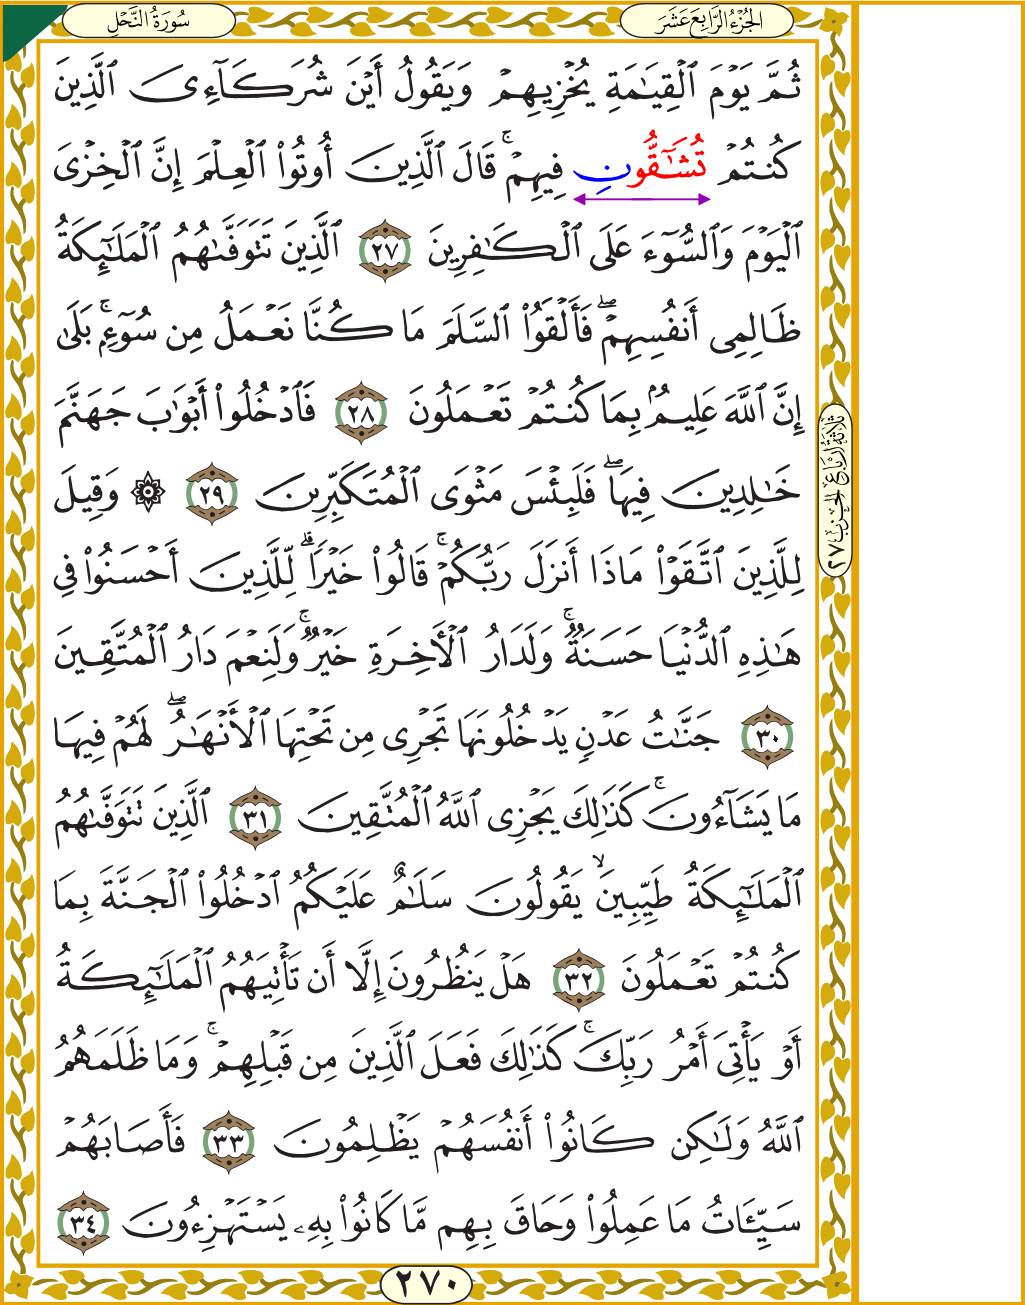 الجُزْءُ الرَّابِعَ عَشَرَ
سُورَةُ النَّحْلِ
ثُمَّ يَوْمَ ٱلْقِيَٰمَةِ يُخْزِيهِمْ وَيَقُولُ أَيْنَ شُرَكَآءِىَ ٱلَّذِينَ
كُنتُمْ تُشَٰٓقُّونِ فِيهِمْ ۚ قَالَ ٱلَّذِينَ أُوتُوا۟ ٱلْعِلْمَ إِنَّ ٱلْخِزْىَ
ٱلْيَوْمَ وَٱلسُّوٓءَ عَلَى ٱلْكَٰفِرِينَ ٢٧ ٱلَّذِينَ تَتَوَفَّىٰهُمُ ٱلْمَلَٰٓئِكَةُ
ظَالِمِىٓ أَنفُسِهِمْ ۖ فَأَلْقَوُا۟ ٱلسَّلَمَ مَا كُنَّا نَعْمَلُ مِن سُوٓءٍۭ ۚ بَلَىٰٓ
إِنَّ ٱللَّهَ عَلِيمٌۢ بِمَا كُنتُمْ تَعْمَلُونَ ٢٨ فَٱدْخُلُوٓا۟ أَبْوَٰبَ جَهَنَّمَ
خَٰلِدِينَ فِيهَا ۖ فَلَبِئْسَ مَثْوَى ٱلْمُتَكَبِّرِينَ ٢٩ ۞ وَقِيلَ
لِلَّذِينَ ٱتَّقَوْا۟ مَاذَآ أَنزَلَ رَبُّكُمْ ۚ قَالُوا۟ خَيْرًا ۗ لِّلَّذِينَ أَحْسَنُوا۟ فِى
هَٰذِهِ ٱلدُّنْيَا حَسَنَةٌ ۚ وَلَدَارُ ٱلْءَاخِرَةِ خَيْرٌ ۚ وَلَنِعْمَ دَارُ ٱلْمُتَّقِينَ
٣٠ جَنَّٰتُ عَدْنٍ يَدْخُلُونَهَا تَجْرِى مِن تَحْتِهَا ٱلْأَنْهَٰرُ ۖ لَهُمْ فِيهَا
مَا يَشَآءُونَ ۚ كَذَٰلِكَ يَجْزِى ٱللَّهُ ٱلْمُتَّقِينَ ٣١ ٱلَّذِينَ تَتَوَفَّىٰهُمُ
ٱلْمَلَٰٓئِكَةُ طَيِّبِينَ ۙ يَقُولُونَ سَلَٰمٌ عَلَيْكُمُ ٱدْخُلُوا۟ ٱلْجَنَّةَ بِمَا
كُنتُمْ تَعْمَلُونَ ٣٢ هَلْ يَنظُرُونَ إِلَّآ أَن تَأْتِيَهُمُ ٱلْمَلَٰٓئِكَةُ
أَوْ يَأْتِىَ أَمْرُ رَبِّكَ ۚ كَذَٰلِكَ فَعَلَ ٱلَّذِينَ مِن قَبْلِهِمْ ۚ وَمَا ظَلَمَهُمُ
ٱللَّهُ وَلَٰكِن كَانُوٓا۟ أَنفُسَهُمْ يَظْلِمُونَ ٣٣ فَأَصَابَهُمْ
سَيِّـَٔاتُ مَا عَمِلُوا۟ وَحَاقَ بِهِم مَّا كَانُوا۟ بِهِۦ يَسْتَهْزِءُونَ ٣٤
ثَلَاثَةُ أَرْبَاعِ الحِزْبِ ٢٧
٢٧٠